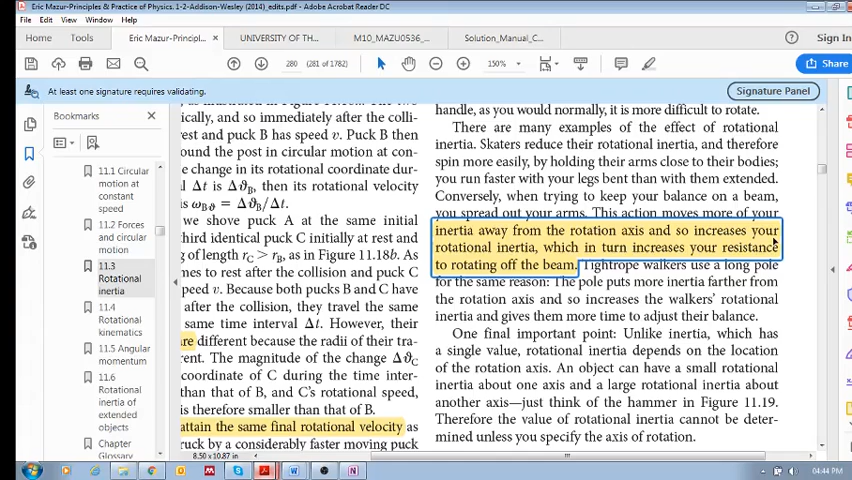 Eric Mazur-Principles & Practice of Physics. 1-2-Addison-Wesley (2014)_edits.pdf - Adobe Acrobat Reader DC
File Edit View Window Help
Home Tools Eric Mazur-Principl... × UNIVERSITY OF TH... M10_MAZU0536_... Solution_Manual_C... Sign In
280 (281 of 1782) 150% Share
At least one signature requires validating. Signature Panel
Bookmarks ×
11.1 Circular
motion at
constant
speed
11.2 Forces
and circular
motion
11.3
Rotational
inertia
11.4
Rotational
kinematics
11.5 Angular
momentum
11.6
Rotational
inertia of
extended
objects
Chapter
Glossary
ically, and so immediately after the colli-
rest and puck B has speed v. Puck B then
ound the post in circular motion at con-
e in its rotational coordinate dur-
l Δt is ΔϑB, then its rotational velocity
is ωBϑ = ΔϑB/Δt.
we shove puck A at the same initial
third identical puck C initially at rest and
g of length rC > rB, as in Figure 11.18b. As
mes to rest after the collision and puck C
peed v. Because both pucks B and C have
after the collision, they travel the same
same time interval Δt. However, their
are different because the radii of their tra-
rent. The magnitude of the change ΔϑC
coordinate of C during the time inter-
than that of B, and C's rotational speed,
is therefore smaller than that of B.
attain the same final rotational velocity as
ruck by a considerably faster moving puck
8.50 x 10.87 in
handle, as you would normally, it is more difficult to rotate.
There are many examples of the effect of rotational
inertia. Skaters reduce their rotational inertia, and therefore
spin more easily, by holding their arms close to their bodies;
you run faster with your legs bent than with them extended.
Conversely, when trying to keep your balance on a beam,
you spread out your arms. This action moves more of your
inertia away from the rotation axis and so increases your
rotational inertia, which in turn increases your resistance
to rotating off the beam. Tightrope walkers use a long pole
for the same reason: The pole puts more inertia farther from
the rotation axis and so increases the walkers' rotational
inertia and gives them more time to adjust their balance.
One final important point: Unlike inertia, which has
a single value, rotational inertia depends on the location
of the rotation axis. An object can have a small rotational
inertia about one axis and a large rotational inertia about
another axis—just think of the hammer in Figure 11.19.
Therefore the value of rotational inertia cannot be deter-
mined unless you specify the axis of rotation.
04:44 PM